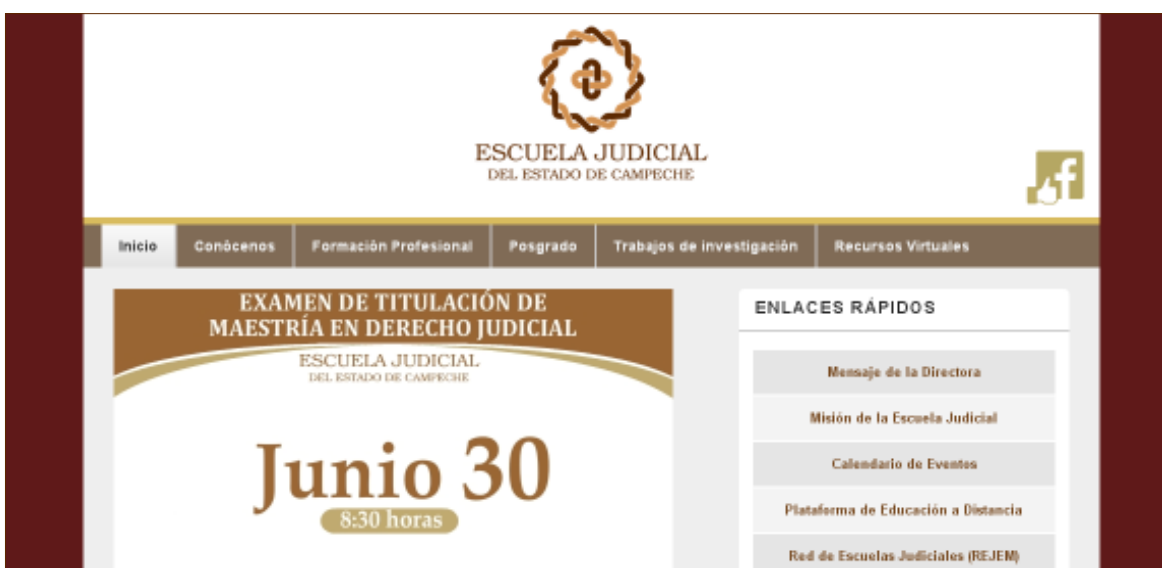 ESCUELA JUDICIAL
DEL ESTADO DE CAMPECHE
f
Inicio
Conócenos
Formación Profesional
Posgrado
Trabajos de investigación
Recursos Virtuales
EXAMEN DE TITULACIÓN DE
MAESTRÍA EN DERECHO JUDICIAL
ESCUELA JUDICIAL
DEL ESTADO DE CAMPECHE
Junio 30
8:30 horas
ENLACES RÁPIDOS
Mensaje de la Directora
Misión de la Escuela Judicial
Calendario de Eventos
Plataforma de Educación a Distancia
Red de Escuelas Judiciales (REJEM)